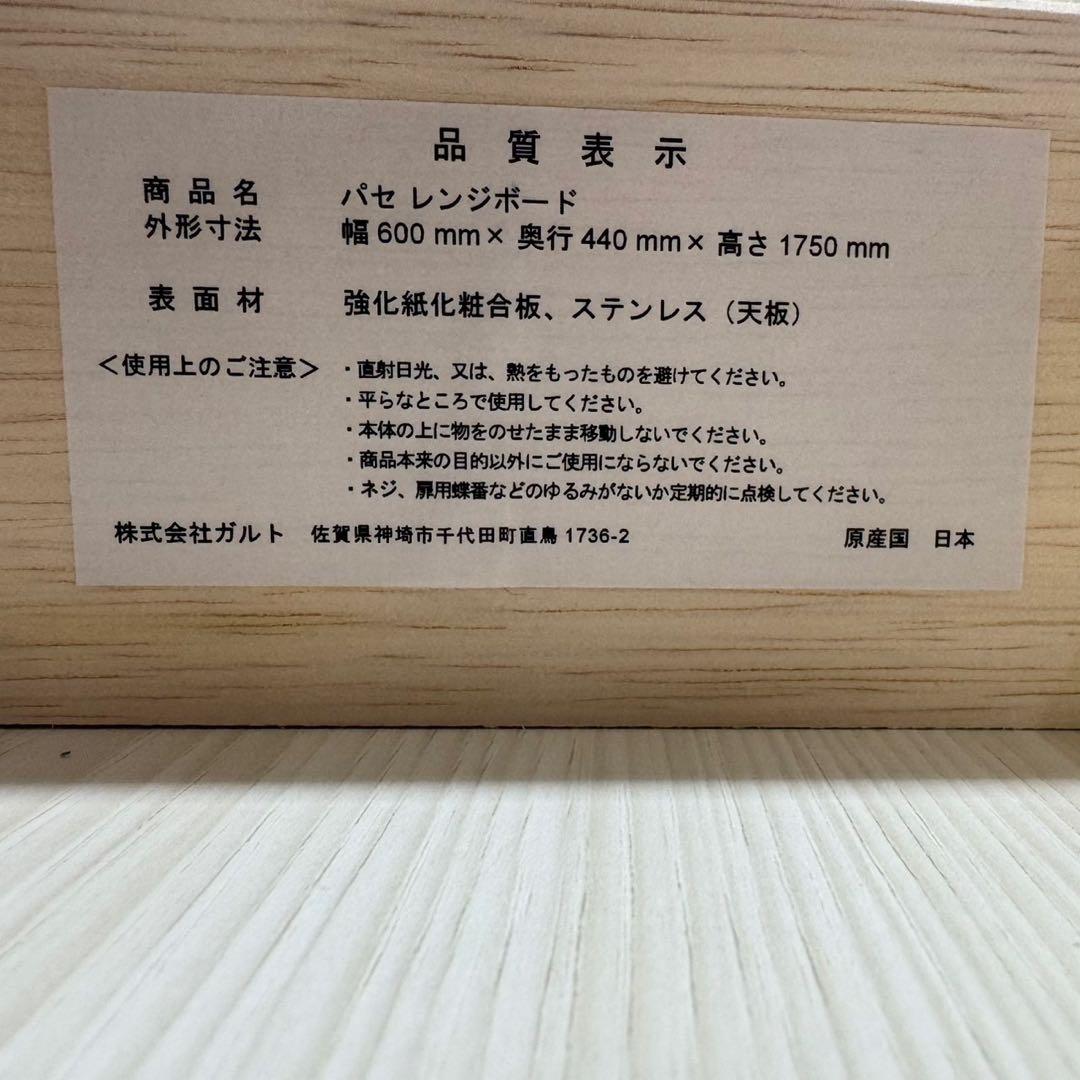 品質表示
商品名 パセ レンジボード
外形寸法 幅 600 mm× 奥行 440 mm× 高さ 1750 mm
表面材 強化紙化粧合板、ステンレス（天板）
＜使用上のご注意＞ ・直射日光、又は、熱をもったものを避けてください。
・平らなところで使用してください。
・本体の上に物をのせたまま移動しないでください。
・商品本来の目的以外にご使用にならないでください。
・ネジ、扉用蝶番などのゆるみがないか定期的に点検してください。
株式会社ガルト 佐賀県神埼市千代田町直鳥 1736-2 原産国 日本